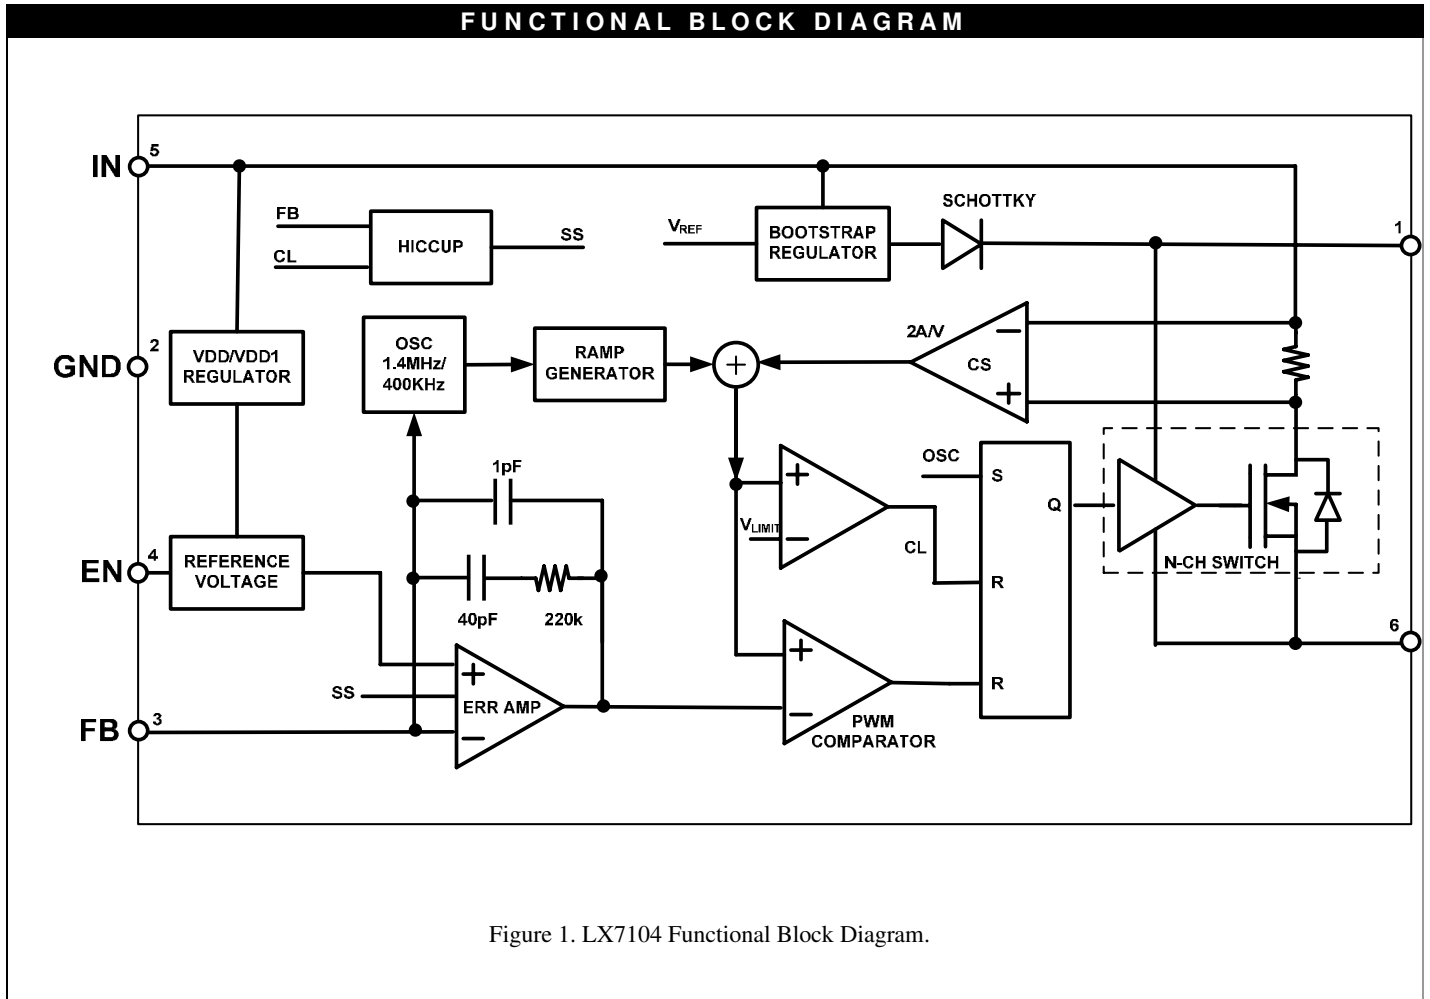 FUNCTIONAL BLOCK DIAGRAM
IN
5
FB
CL
HICCUP
SS
VREF
BOOTSTRAP
REGULATOR
SCHOTTKY
1
GND
2
VDD/VDD1
REGULATOR
OSC
1.4MHz/
400KHz
RAMP
GENERATOR
+
2A/V
−
CS
+
1pF
40pF
220k
EN
4
REFERENCE
VOLTAGE
+
VLIMIT
−
CL
OSC
S
Q
R
R
N-CH SWITCH
6
SS
+
ERR AMP
−
FB
3
+
−
PWM
COMPARATOR
Figure 1. LX7104 Functional Block Diagram.